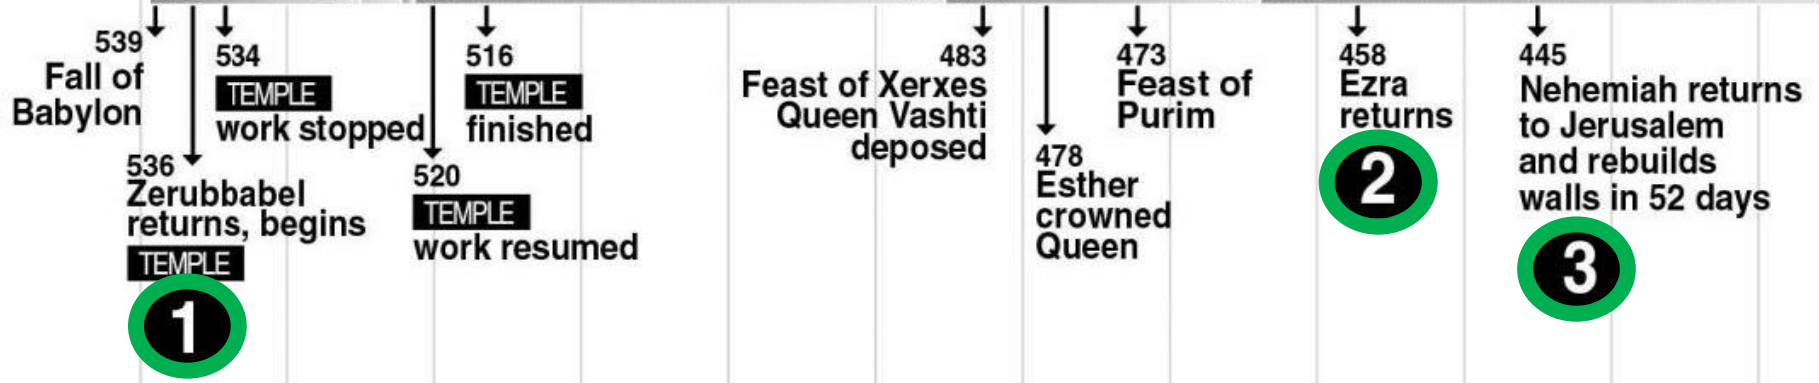 539
Fall of
Babylon
536
Zerubbabel
returns, begins
TEMPLE
1
534
TEMPLE
work stopped
520
TEMPLE
work resumed
516
TEMPLE
finished
483
Feast of Xerxes
Queen Vashti
deposed
478
Esther
crowned
Queen
473
Feast of
Purim
458
Ezra
returns
2
445
Nehemiah returns
to Jerusalem
and rebuilds
walls in 52 days
3